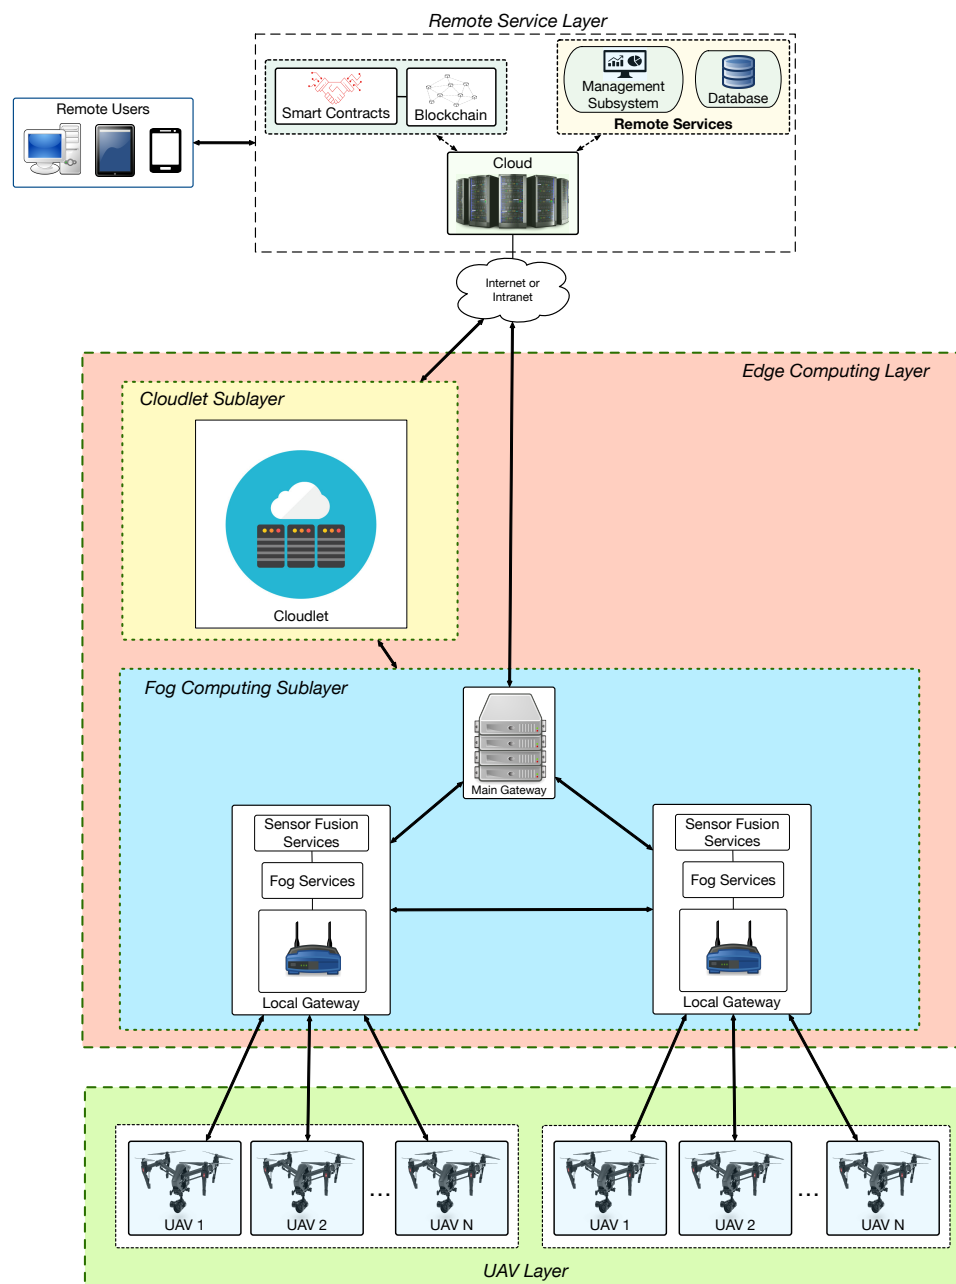 Remote Service Layer
Remote Users
Smart Contracts
Blockchain
Management
Subsystem
Database
Remote Services
Cloud
Internet or
Intranet
Edge Computing Layer
Cloudlet Sublayer
Cloudlet
Fog Computing Sublayer
Main Gateway
Sensor Fusion
Services
Fog Services
Local Gateway
Sensor Fusion
Services
Fog Services
Local Gateway
UAV 1
UAV 2
...
UAV N
UAV 1
UAV 2
...
UAV N
UAV Layer